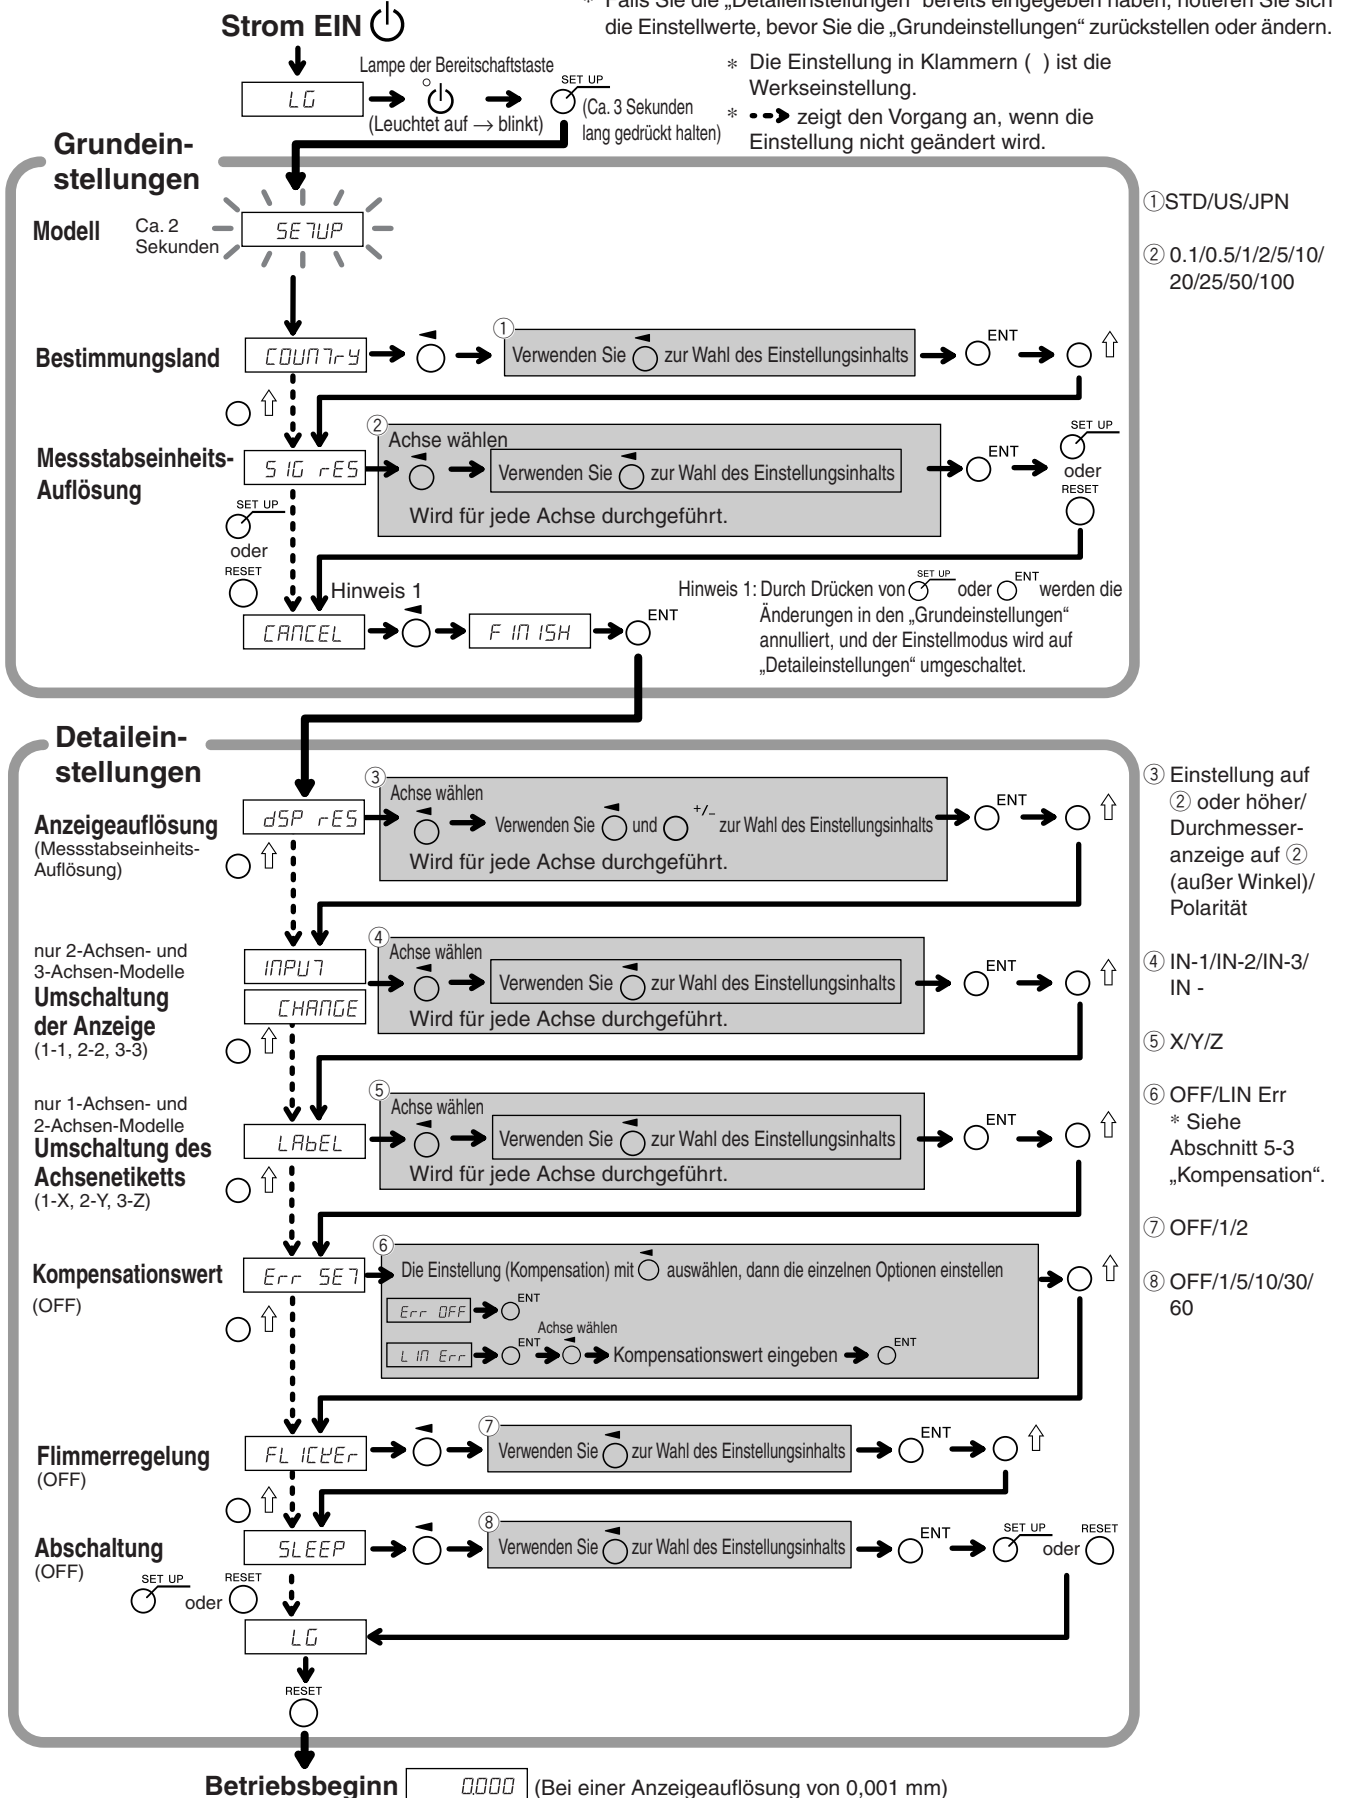 * Falls Sie die „Detaileinstellungen“ bereits eingegeben haben, notieren Sie sich
die Einstellwerte, bevor Sie die „Grundeinstellungen“ zurückstellen oder ändern.
Strom EIN
Lampe der Bereitschaftstaste
LG
(Leuchtet auf → blinkt)
SET UP
(Ca. 3 Sekunden
lang gedrückt halten)
* Die Einstellung in Klammern ( ) ist die
Werkseinstellung.
* zeigt den Vorgang an, wenn die
Einstellung nicht geändert wird.
Grundein-
stellungen
Modell
Ca. 2
Sekunden
SETUP
①STD/US/JPN
② 0.1/0.5/1/2/5/10/
20/25/50/100
Bestimmungsland
COUNTrY
①
Verwenden Sie zur Wahl des Einstellungsinhalts
ENT
Messstabseinheits-
Auflösung
SIG rES
②
Achse wählen
Verwenden Sie zur Wahl des Einstellungsinhalts
Wird für jede Achse durchgeführt.
ENT
SET UP
oder
RESET
SET UP
oder
RESET
Hinweis 1
CANCEL
FINISH
ENT
Hinweis 1: Durch Drücken von SET UP oder ENT werden die
Änderungen in den „Grundeinstellungen“
annulliert, und der Einstellmodus wird auf
„Detaileinstellungen“ umgeschaltet.
Detailein-
stellungen
Anzeigeauflösung
(Messstabseinheits-
Auflösung)
dSP rES
③
Achse wählen
Verwenden Sie und +/− zur Wahl des Einstellungsinhalts
Wird für jede Achse durchgeführt.
ENT
③ Einstellung auf
② oder höher/
Durchmesser-
anzeige auf ②
(außer Winkel)/
Polarität
nur 2-Achsen- und
3-Achsen-Modelle
Umschaltung
der Anzeige
(1-1, 2-2, 3-3)
INPUT
CHANGE
④
Achse wählen
Verwenden Sie zur Wahl des Einstellungsinhalts
Wird für jede Achse durchgeführt.
ENT
④ IN-1/IN-2/IN-3/
IN -
nur 1-Achsen- und
2-Achsen-Modelle
Umschaltung des
Achsenetiketts
(1-X, 2-Y, 3-Z)
LAbEL
⑤
Achse wählen
Verwenden Sie zur Wahl des Einstellungsinhalts
Wird für jede Achse durchgeführt.
ENT
⑤ X/Y/Z
Kompensationswert
(OFF)
Err SET
⑥
Die Einstellung (Kompensation) mit auswählen, dann die einzelnen Optionen einstellen
Err OFF
ENT
LIN Err
ENT
Achse wählen
Kompensationswert eingeben
ENT
⑥ OFF/LIN Err
* Siehe
Abschnitt 5-3
„Kompensation“.
Flimmerregelung
(OFF)
FLICKEr
⑦
Verwenden Sie zur Wahl des Einstellungsinhalts
ENT
⑦ OFF/1/2
Abschaltung
(OFF)
SLEEP
⑧
Verwenden Sie zur Wahl des Einstellungsinhalts
ENT
SET UP
oder
RESET
⑧ OFF/1/5/10/30/
60
SET UP
oder
RESET
LG
RESET
Betriebsbeginn
0.000
(Bei einer Anzeigeauflösung von 0,001 mm)